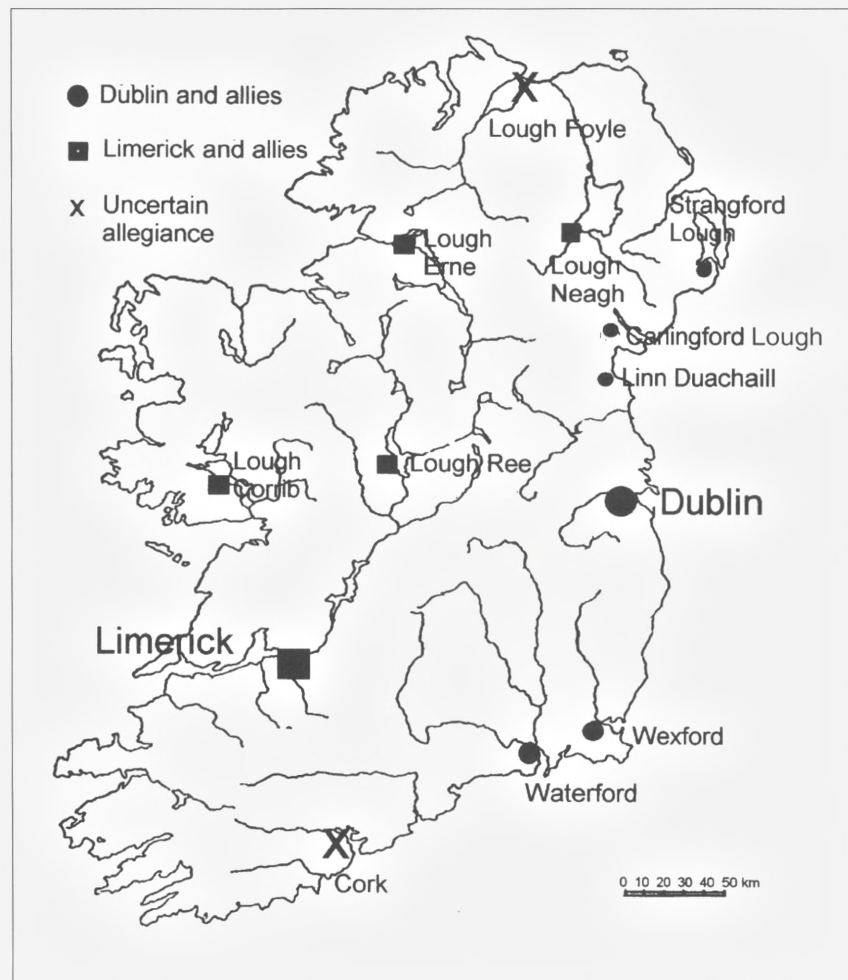 Dublin and allies
Limerick and allies
x Uncertain
allegiance
X
Lough Foyle
Strangford
Lough
Lough
Erne
Lough
Neagh
Carlingford Lough
Linn Duachaill
Lough
Corrib
Lough Ree
Dublin
Limerick
Wexford
Waterford
X
Cork
0 10 20 30 40 50 km